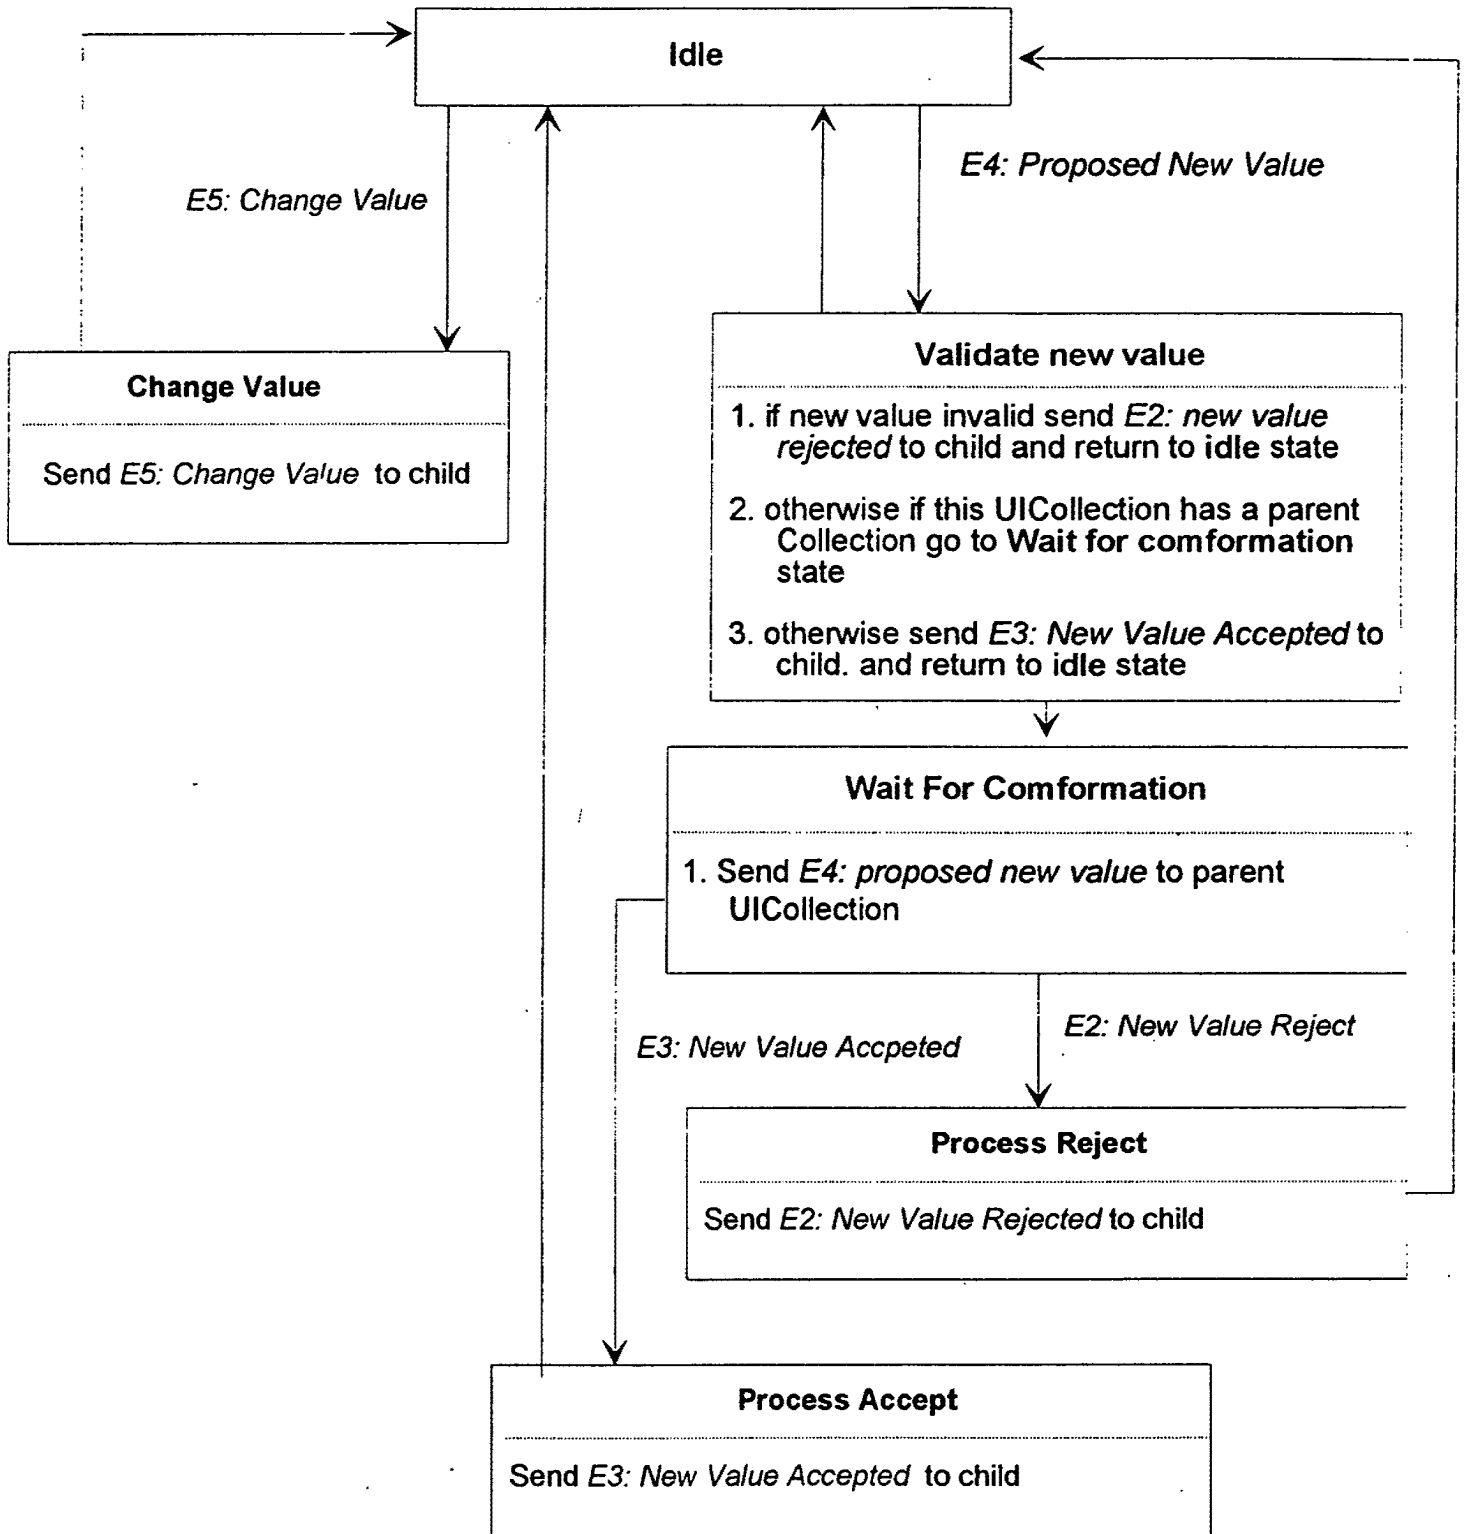 Idle
E4: Proposed New Value
E5: Change Value
Change Value
Send E5: Change Value to child
Validate new value
1. if new value invalid send E2: new value
rejected to child and return to idle state
2. otherwise if this UICollection has a parent
Collection go to Wait for comformation
state
3. otherwise send E3: New Value Accepted to
child. and return to idle state
Wait For Comformation
1. Send E4: proposed new value to parent
UICollection
E2: New Value Reject
E3: New Value Accpeted
Process Reject
Send E2: New Value Rejected to child
Process Accept
Send E3: New Value Accepted to child